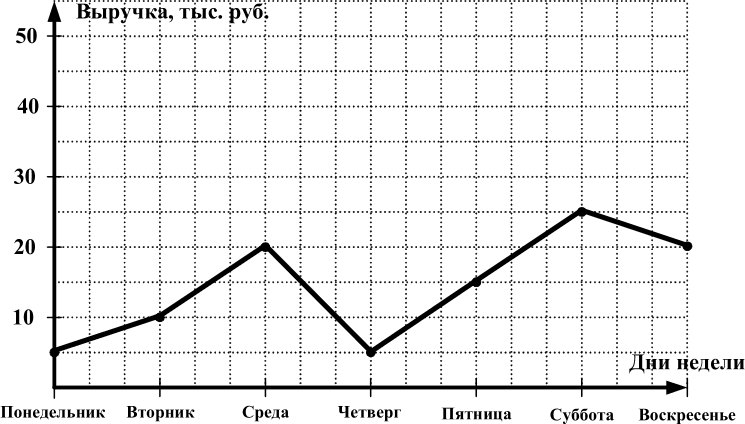 Выручка, тыс. руб.
50
40
30
20
10
Дни недели
Понедельник Вторник Среда Четверг Пятница Суббота Воскресенье